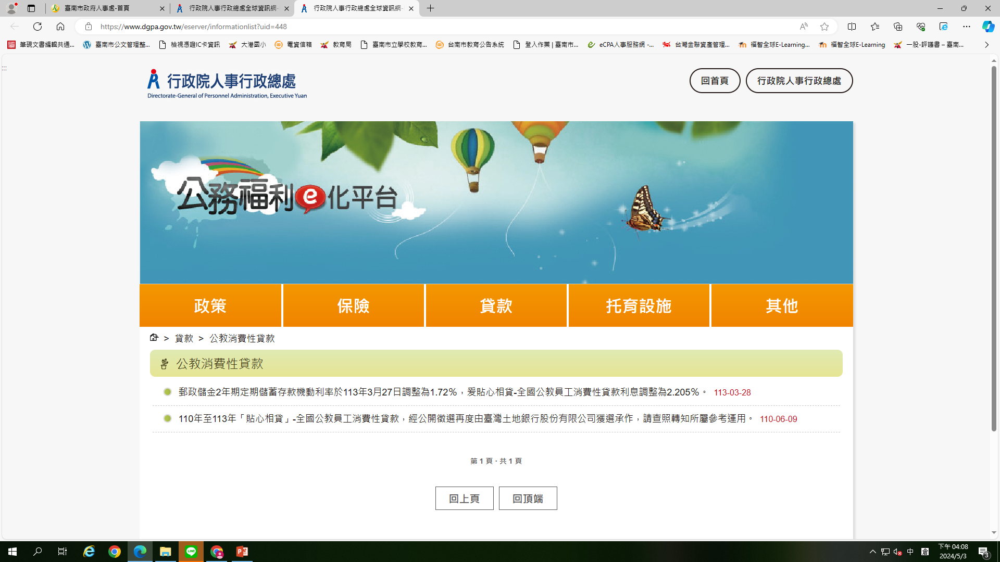 臺南市政府人事處-首頁
行政院人事行政總處全球資訊網-
行政院人事行政總處全球資訊網-
https://www.dgpa.gov.tw/eserver/informationlist?uid=448
筆硯文書編輯共通...
臺南市公文管理整...
檢視憑證IC卡資訊
大港國小
電資信箱
教育局
臺南市立學校教育...
台南市教育公告系統
登入作業 | 臺南市...
eCPA人事服務網 -...
台灣金聯資產管理...
福智全球E-Learning...
福智全球E-Learning
一股-評議書 – 臺南...
:::
行政院人事行政總處
Directorate-General of Personnel Administration, Executive Yuan
回首頁
行政院人事行政總處
公務福利e化平台
政策
保險
貸款
托育設施
其他
> 貸款 > 公教消費性貸款
公教消費性貸款
郵政儲金2年期定期儲蓄存款機動利率於113年3月27日調整為1.72%，爰貼心相貸-全國公教員工消費性貸款利息調整為2.205%。 113-03-28
110年至113年「貼心相貸」-全國公教員工消費性貸款，經公開徵選再度由臺灣土地銀行股份有限公司獲選承作，請查照轉知所屬參考運用。 110-06-09
第 1 頁 · 共 1 頁
回上頁
回頂端
LINE
中
倉
下午 04:08
2024/5/3
3